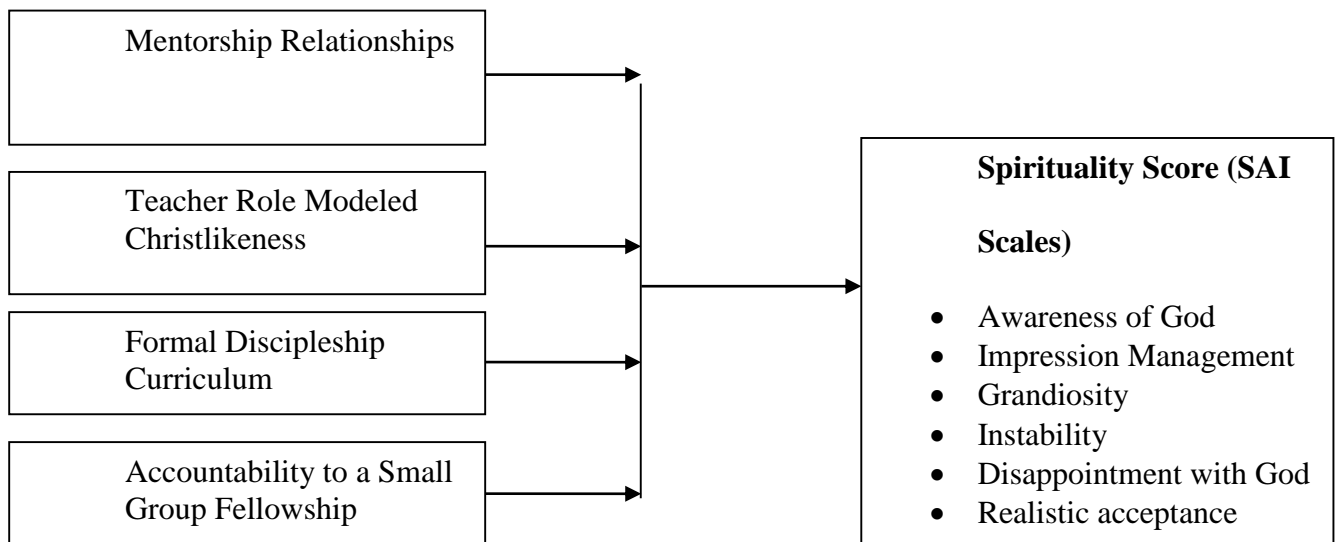 Mentorship Relationships
Teacher Role Modeled
Christlikeness
Formal Discipleship
Curriculum
Accountability to a Small
Group Fellowship
Spirituality Score (SAI
Scales)
• Awareness of God
• Impression Management
• Grandiosity
• Instability
• Disappointment with God
• Realistic acceptance